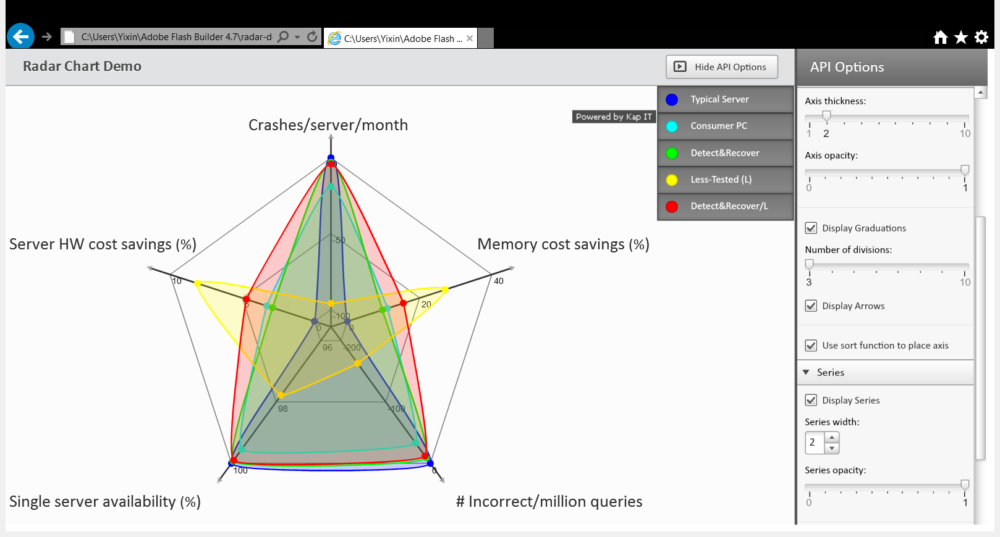 C:\Users\Yixin\Adobe Flash Builder 4.7\radar-d
C:\Users\Yixin\Adobe Flash ...
Radar Chart Demo
Hide API Options
API Options
Typical Server
Consumer PC
Detect&Recover
Less-Tested (L)
Detect&Recover/L
Powered by Kap IT
Crashes/server/month
Server HW cost savings (%)
Memory cost savings (%)
-50
10
40
20
-100
0
96
-200
98
-100
100
0
Single server availability (%)
# Incorrect/million queries
Axis thickness:
1 2 10
Axis opacity:
0 1
Display Graduations
Number of divisions:
3 10
Display Arrows
Use sort function to place axis
Series
Display Series
Series width:
2
Series opacity:
0 1